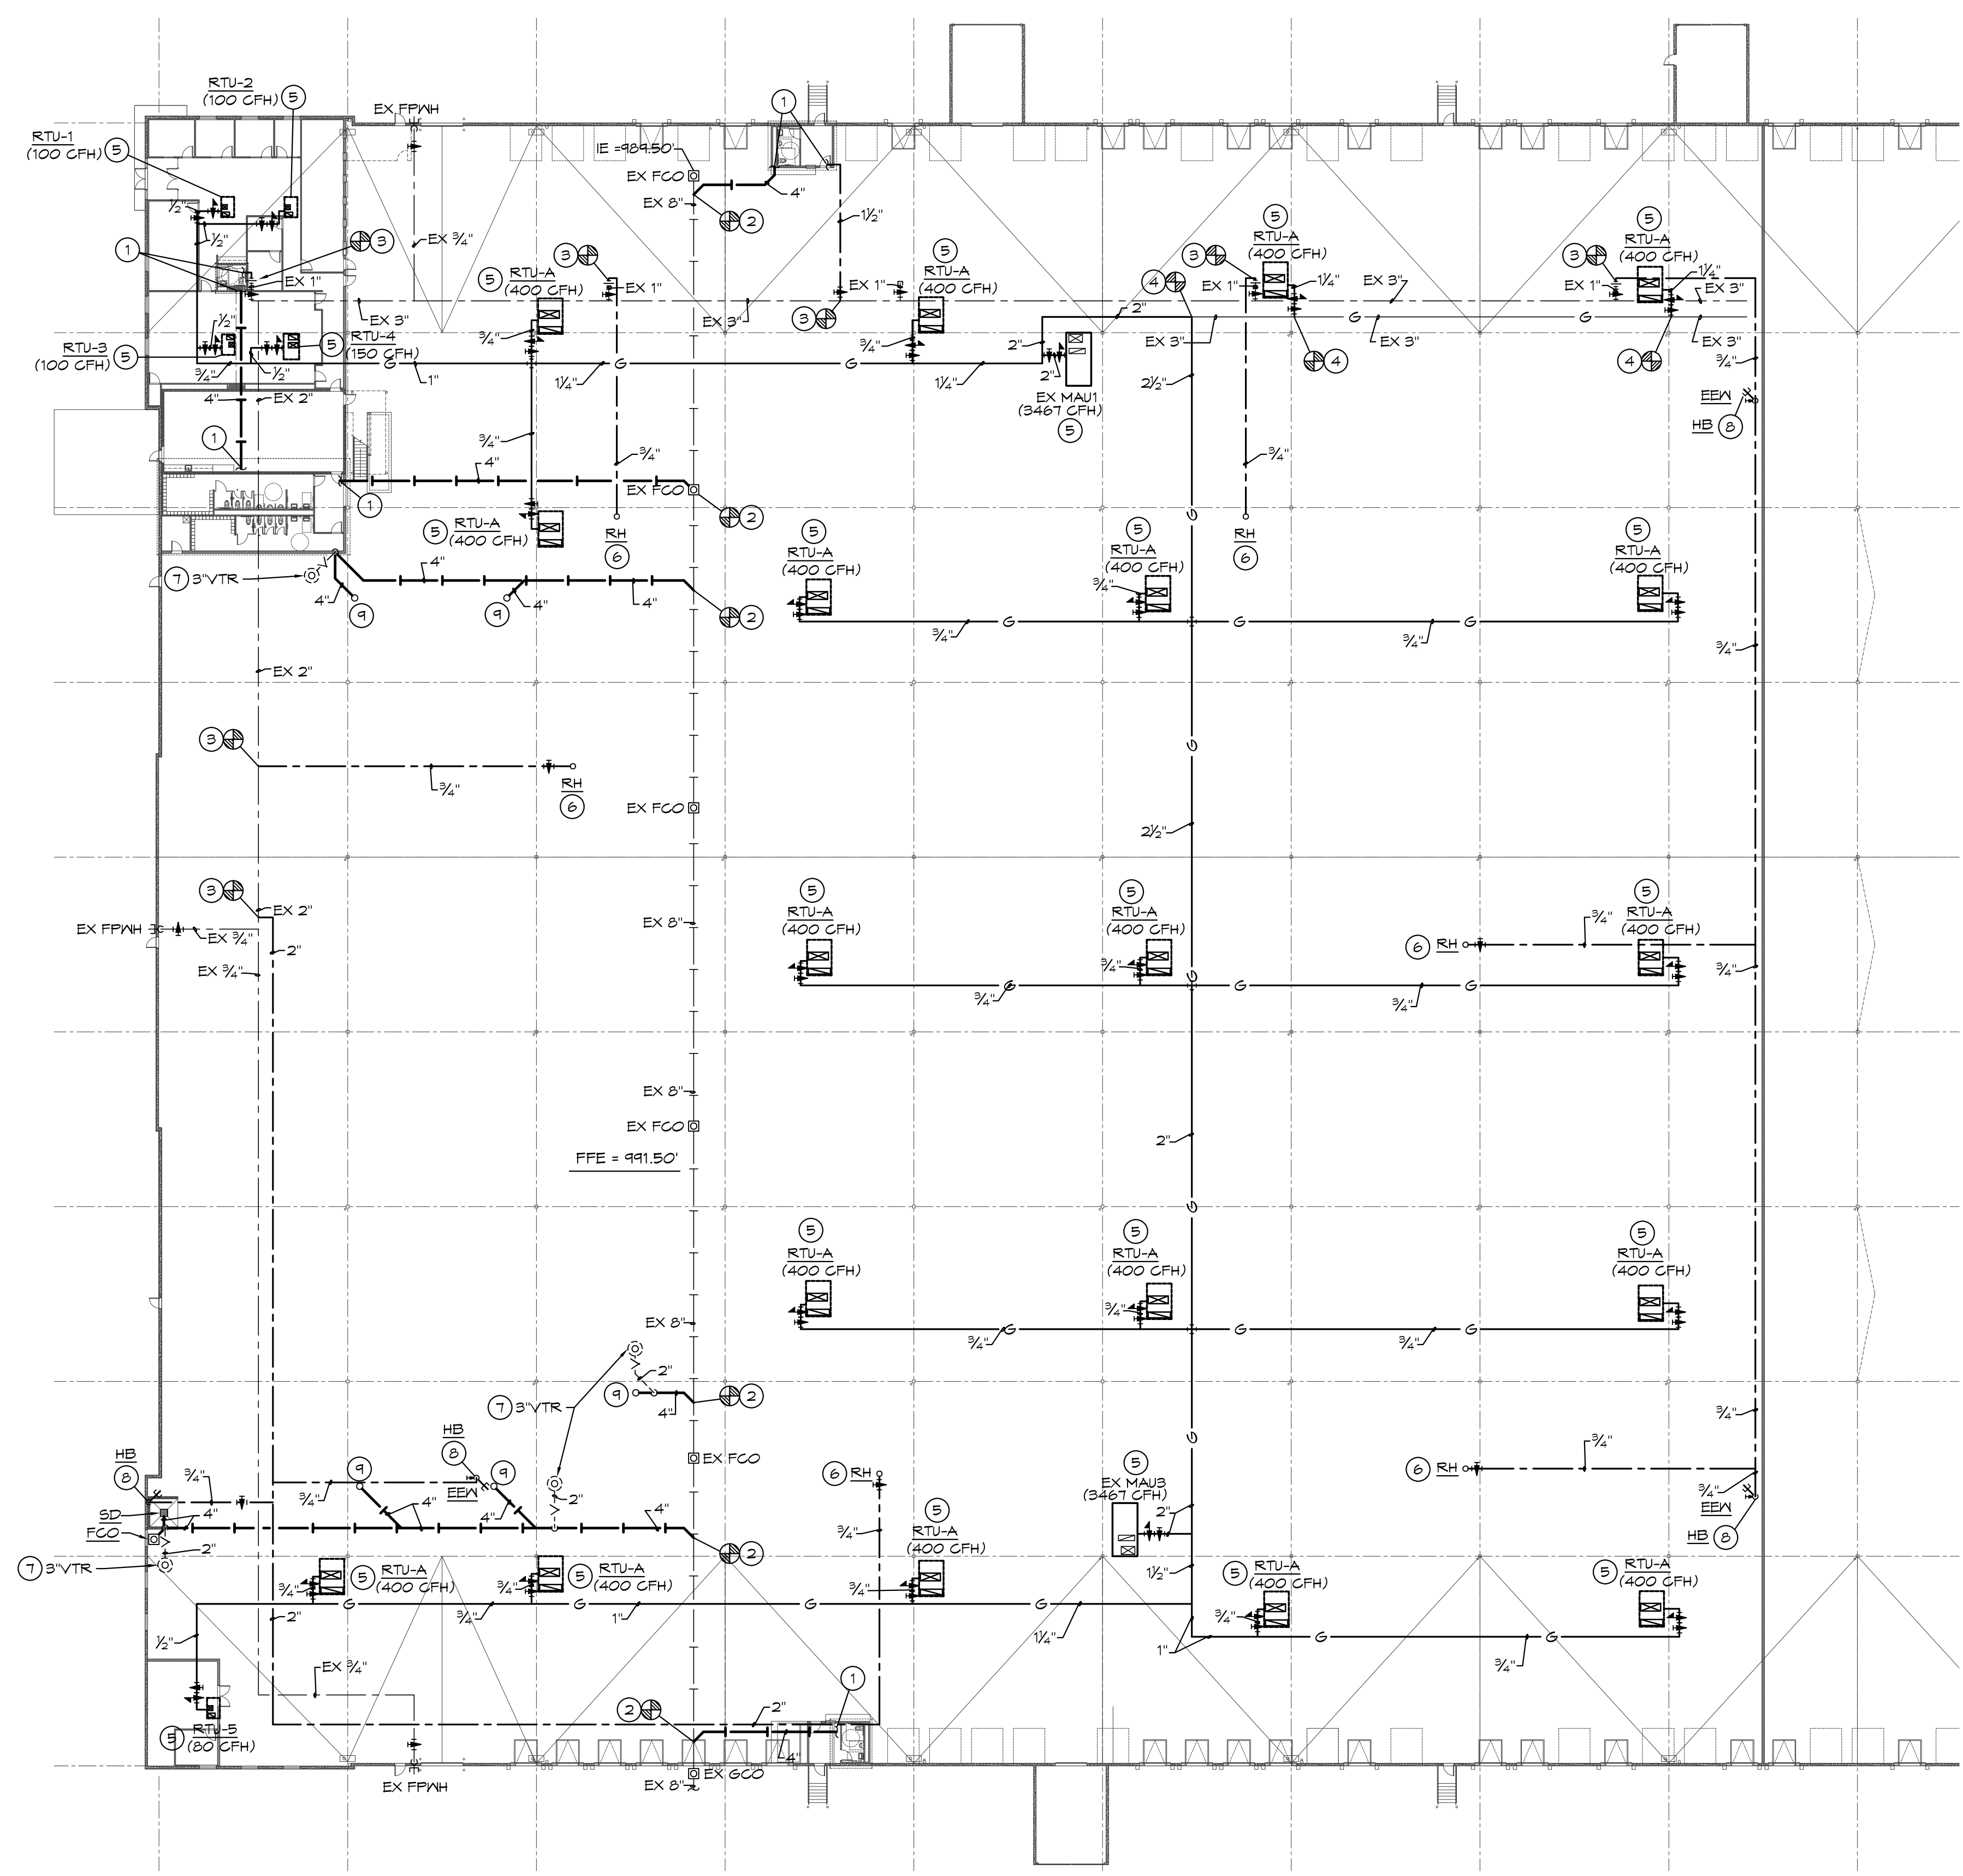 RTU-2
(100 CFH)
5
RTU-1
(100 CFH)
5
EX FPWH
1
IE =989.50'
EX FCO
4"
EX 8"
2
1½"
½"
½"
1
3
EX 1"
EX ¾"
EX 3"
3
5
RTU-A
(400 CFH)
EX 1"
¾"
EX 3"
3
EX 1"
5
RTU-A
(400 CFH)
¾"
4
3
EX 1"
5
RTU-A
(400 CFH)
1¼"
EX 3"
3
EX 1"
5
RTU-A
(400 CFH)
1¼"
EX 3"
2"
EX 3"
EX 3"
EX 3"
4
4
½"
RTU-3
(100 CFH)
5
¾"
½"
5
RTU-4
(150 CFH)
1"
G
G
G
G
G
1¼"
1¼"
2"
2"
EX MAU1
(3467 CFH)
5
2½"
¾"
EEW
HB
8
4"
EX 2"
1
¾"
¾"
¾"
4"
1
EX FCO
2
5
RTU-A
(400 CFH)
RH
6
RH
6
7
3"VTR
4"
9
4"
9
4"
4"
2
5
RTU-A
(400 CFH)
5
RTU-A
(400 CFH)
¾"
5
RTU-A
(400 CFH)
G
G
G
G
¾"
¾"
¾"
EX 2"
3
¾"
RH
6
EX FCO
G
2½"
3
EX 2"
EX FPWH
EX ¾"
2"
EX ¾"
EX 8"
5
RTU-A
(400 CFH)
5
RTU-A
(400 CFH)
¾"
5
RTU-A
(400 CFH)
6
RH
¾"
¾"
¾"
G
G
G
G
¾"
EX 8"
EX FCO
FFE = 991.50'
2"
G
5
RTU-A
(400 CFH)
5
RTU-A
(400 CFH)
¾"
5
RTU-A
(400 CFH)
EX 8"
¾"
G
G
G
¾"
2"
9
4"
2
7
3"VTR
¾"
G
HB
8
EX FCO
HB
8
¾"
9
¾"
EEW
9
4"
4"
2"
4"
6
RH
5
EX MAU3
(3467 CFH)
2"
6
RH
¾"
¾"
EEW
HB
8
SD
FCO
4"
2"
7
3"VTR
2
¾"
5
RTU-A
(400 CFH)
¾"
5
RTU-A
(400 CFH)
¾"
5
RTU-A
(400 CFH)
¾"
1½"
5
RTU-A
(400 CFH)
¾"
5
RTU-A
(400 CFH)
G
G
G
G
2"
¾"
1"
1¼"
1"
G
G
¾"
½"
EX ¾"
5
RTU-5
(80 CFH)
2
2"
4"
1
EX FPWH
EX GCO
EX 8"